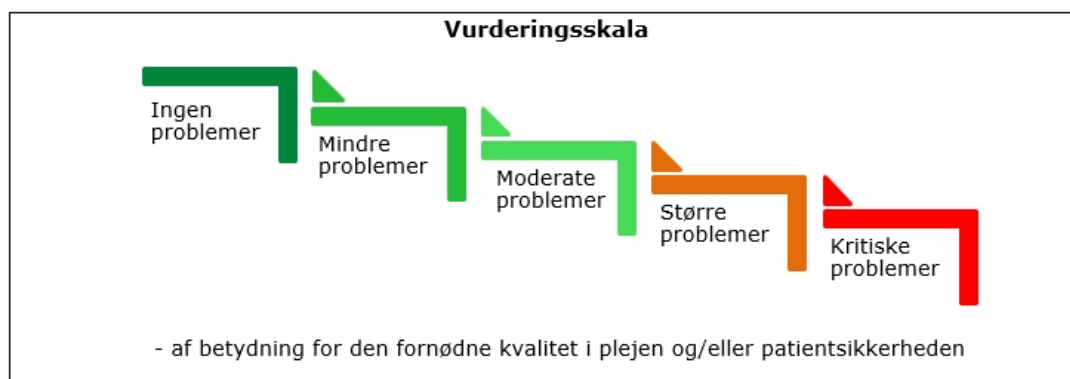 Vurderingsskala
Ingen
problemer
Mindre
problemer
Moderate
problemer
Større
problemer
Kritiske
problemer
- af betydning for den fornødne kvalitet i plejen og/eller patientsikkerheden